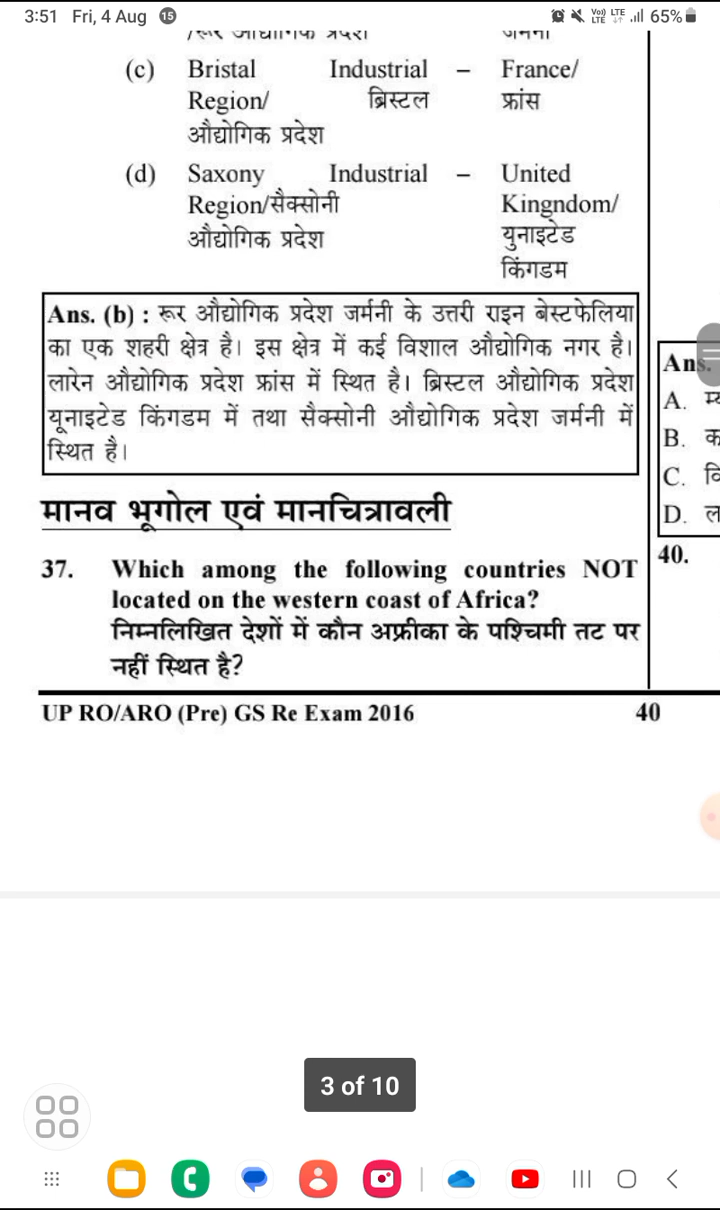 3:51 Fri, 4 Aug 15
Vo)) LTE LTE 65%
(c) Bristal Industrial – France/
Region/ ब्रिस्टल फ्रांस
औद्योगिक प्रदेश
(d) Saxony Industrial – United
Region/सैक्सोनी Kingndom/
औद्योगिक प्रदेश युनाइटेड
किंगडम
Ans. (b) : रूर औद्योगिक प्रदेश जर्मनी के उत्तरी राइन बेस्टफेलिया
का एक शहरी क्षेत्र है। इस क्षेत्र में कई विशाल औद्योगिक नगर है।
लारेन औद्योगिक प्रदेश फ्रांस में स्थित है। ब्रिस्टल औद्योगिक प्रदेश
यूनाइटेड किंगडम में तथा सैक्सोनी औद्योगिक प्रदेश जर्मनी में
स्थित है।
मानव भूगोल एवं मानचित्रावली
37. Which among the following countries NOT
located on the western coast of Africa?
निम्नलिखित देशों में कौन अफ्रीका के पश्चिमी तट पर
नहीं स्थित है?
Ans.
A.
B.
C.
D.
40.
UP RO/ARO (Pre) GS Re Exam 2016 40
3 of 10